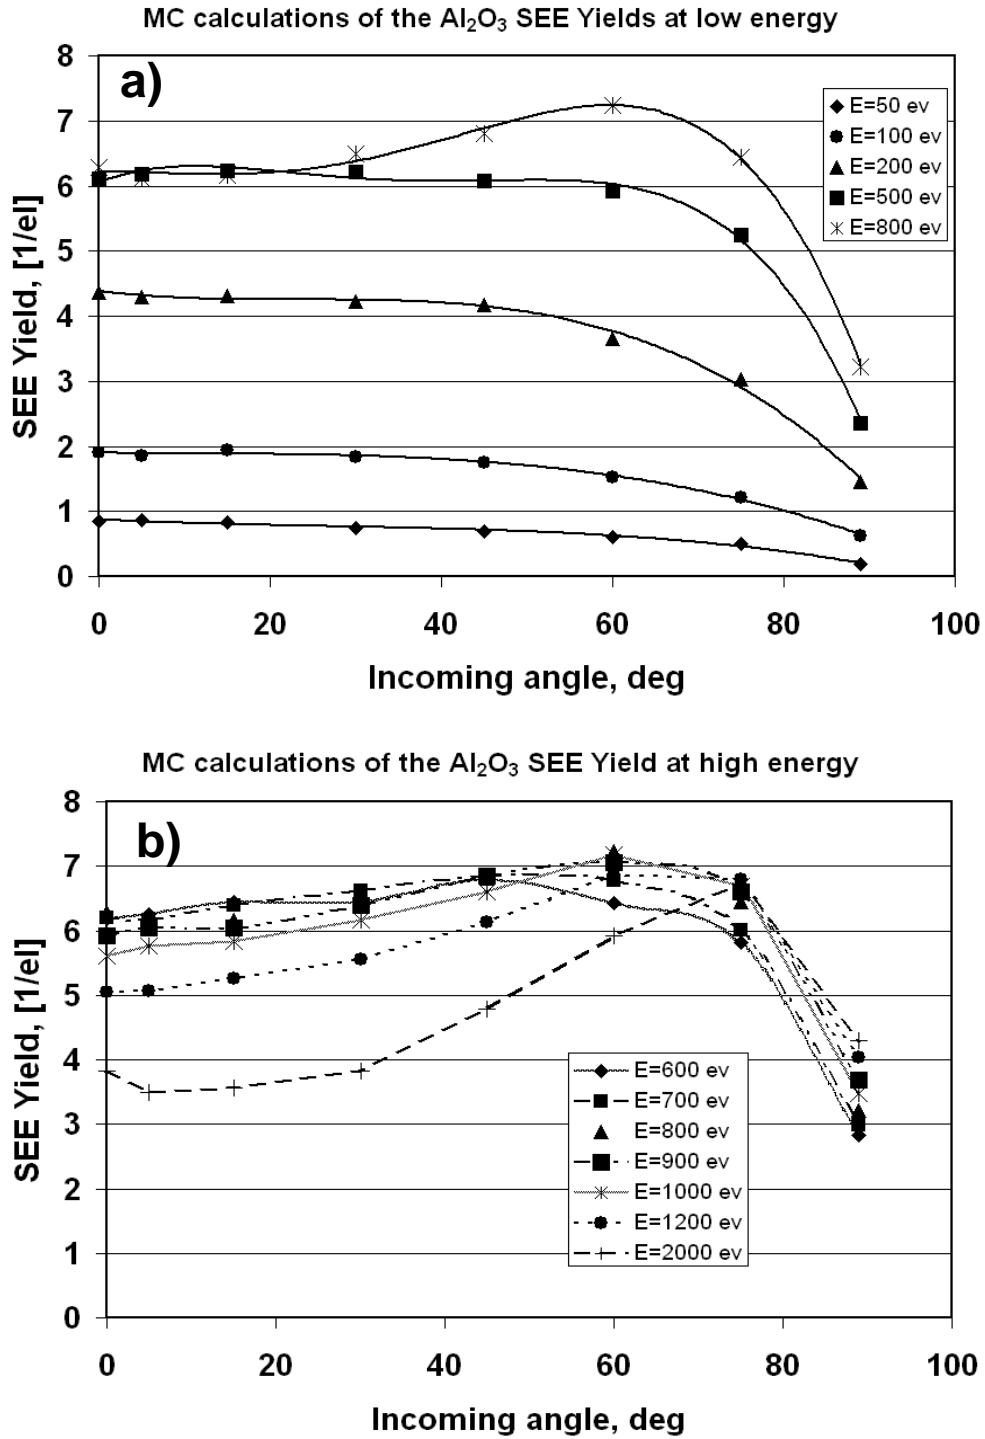 MC calculations of the Al₂O₃ SEE Yields at low energy
a)
8
7
6
5
4
3
2
1
0
SEE Yield, [1/el]
E=50 ev
E=100 ev
E=200 ev
E=500 ev
E=800 ev
0 20 40 60 80 100
Incoming angle, deg
MC calculations of the Al₂O₃ SEE Yield at high energy
b)
8
7
6
5
4
3
2
1
0
SEE Yield, [1/el]
E=600 ev
E=700 ev
E=800 ev
E=900 ev
E=1000 ev
E=1200 ev
E=2000 ev
0 20 40 60 80 100
Incoming angle, deg